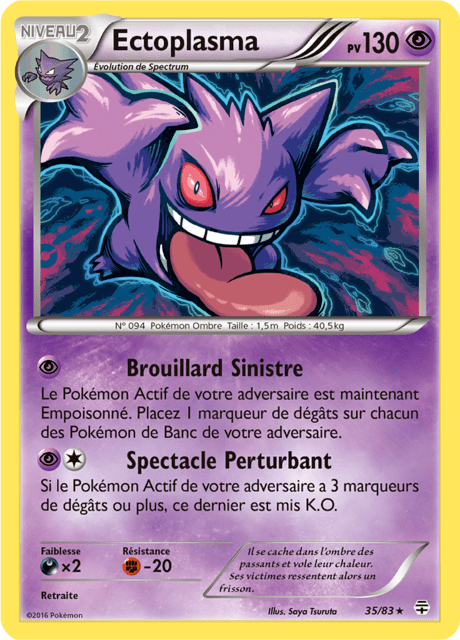 NIVEAU2
Ectoplasma
PV130
Évolution de Spectrum
N° 094 Pokémon Ombre Taille : 1,5m Poids : 40,5kg
Brouillard Sinistre
Le Pokémon Actif de votre adversaire est maintenant
Empoisonné. Placez 1 marqueur de dégâts sur chacun
des Pokémon de Banc de votre adversaire.
Spectacle Perturbant
Si le Pokémon Actif de votre adversaire a 3 marqueurs
de dégâts ou plus, ce dernier est mis K.O.
Faiblesse
×2
Résistance
-20
Retraite
Il se cache dans l'ombre des
passants et vole leur chaleur.
Ses victimes ressentent alors un
frisson.
©2016 Pokémon
Illus. Saya Tsuruta
35/83★